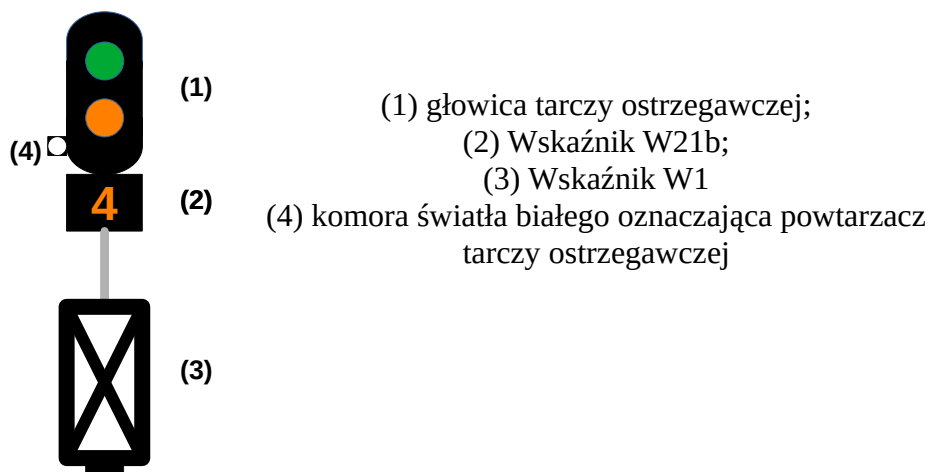 (1)
(1) głowica tarczy ostrzegawczej;
(2) Wskaźnik W21b;
(4)
(3) Wskaźnik W1
4
(2)
(4) komora światła białego oznaczająca powtarzacz
tarczy ostrzegawczej
(3)